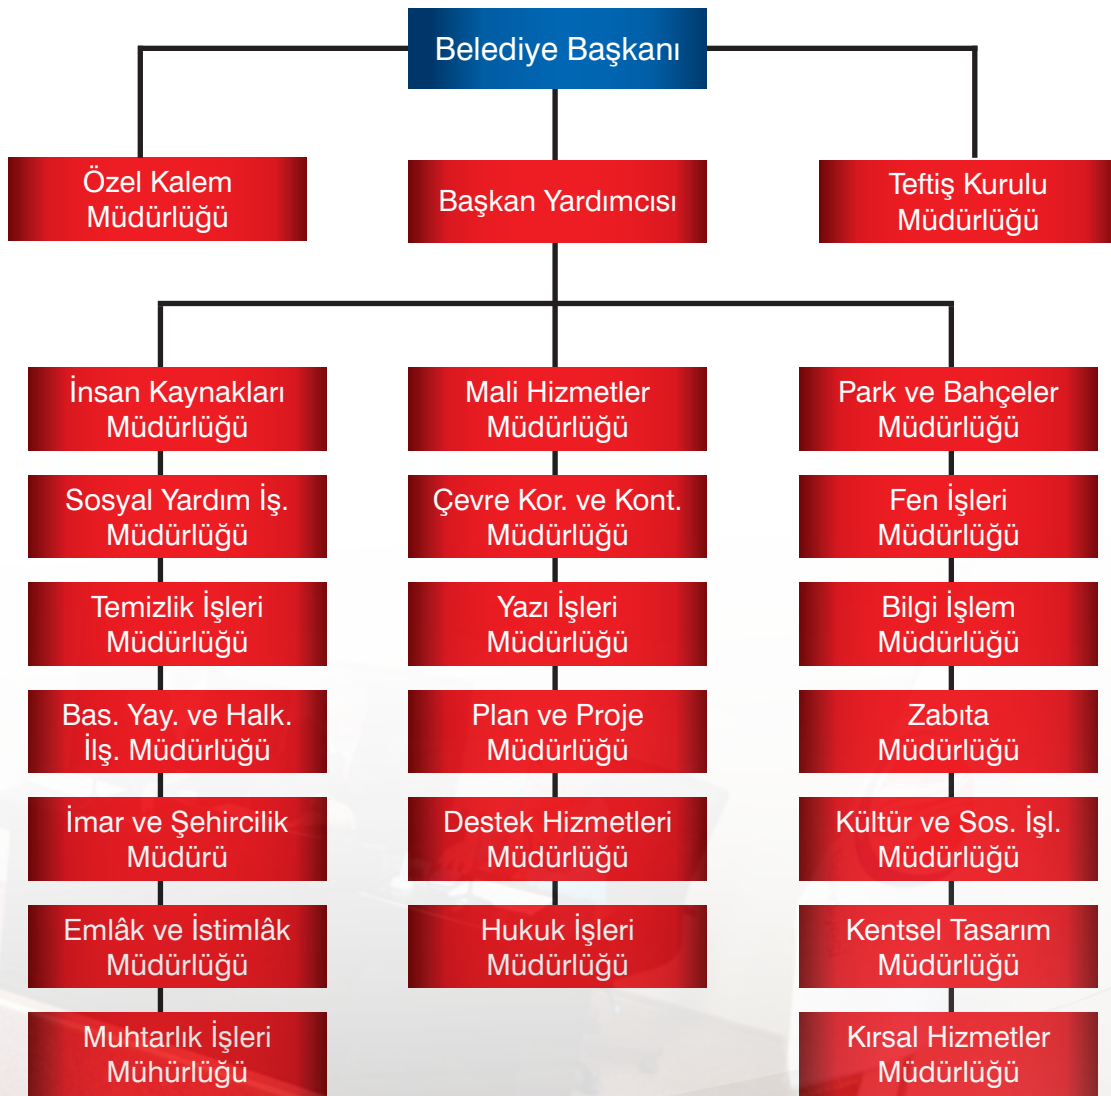 Belediye Başkanı
Özel Kalem
Müdürlüğü
Başkan Yardımcısı
Teftiş Kurulu
Müdürlüğü
İnsan Kaynakları
Müdürlüğü
Mali Hizmetler
Müdürlüğü
Park ve Bahçeler
Müdürlüğü
Sosyal Yardım İş.
Müdürlüğü
Çevre Kor. ve Kont.
Müdürlüğü
Fen İşleri
Müdürlüğü
Temizlik İşleri
Müdürlüğü
Yazı İşleri
Müdürlüğü
Bilgi İşlem
Müdürlüğü
Bas. Yay. ve Halk.
İlş. Müdürlüğü
Plan ve Proje
Müdürlüğü
Zabıta
Müdürlüğü
İmar ve Şehircilik
Müdürü
Destek Hizmetleri
Müdürlüğü
Kültür ve Sos. İşl.
Müdürlüğü
Emlâk ve İstimlâk
Müdürlüğü
Hukuk İşleri
Müdürlüğü
Kentsel Tasarım
Müdürlüğü
Muhtarlık İşleri
Mühürlüğü
Kırsal Hizmetler
Müdürlüğü